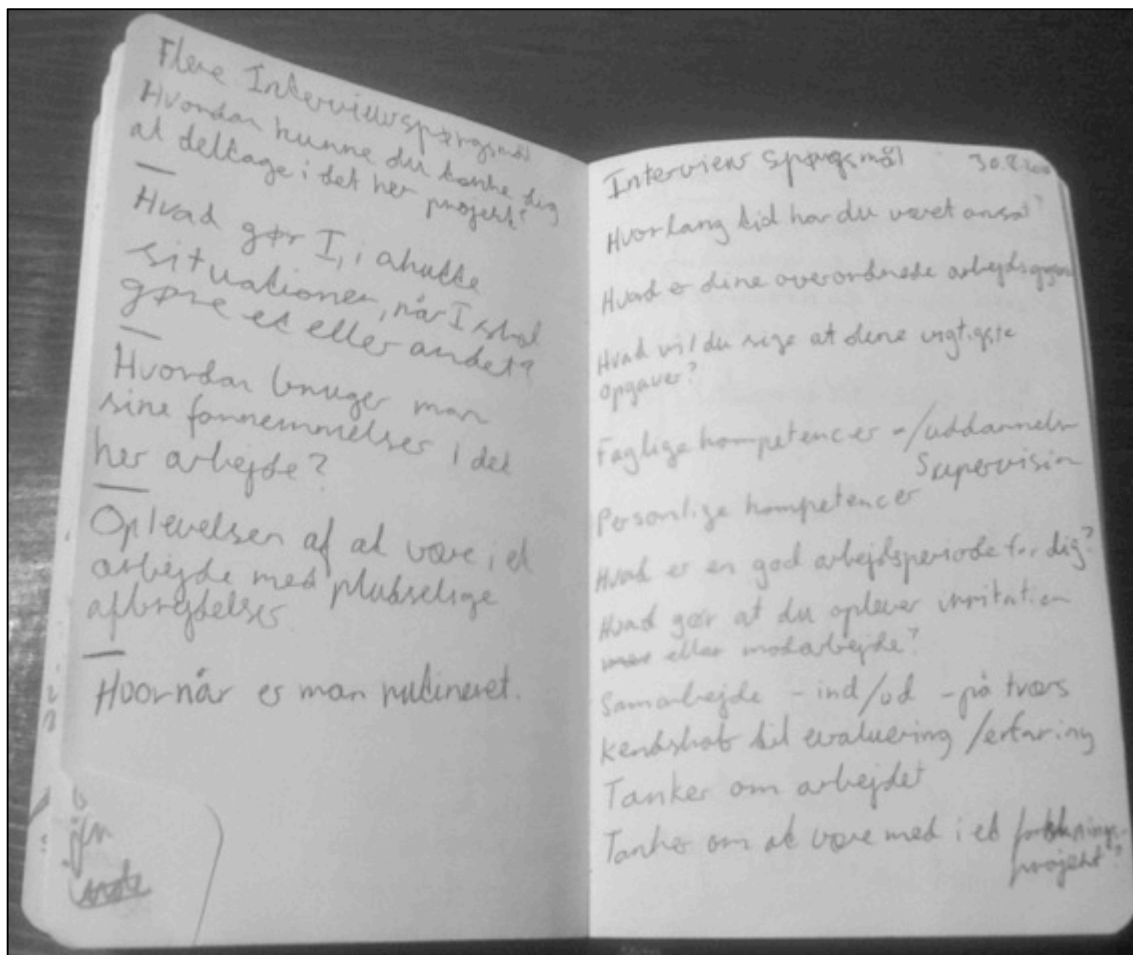 Flere Interviewspørgsmål
Hvordan kunne du tænke dig
at deltage i det her projekt?
Hvad gør I, i akutte
situationer, når I skal
gøre et eller andet?
Hvordan bruger man
sine fornemmelser i det
her arbejde?
Oplevelsen af at være i et
arbejde med pludselige
afbrydelser
Hvornår er man rutineret.
Interview spørgsmål
Hvor lang tid har du været ansat?
Hvad er dine overordnede
Hvad vil du sige at dine vigtigste
opgaver?
Faglige kompetencer - /uddannelse
Supervision
Personlige kompetencer
Hvad er en god arbejdsperiode for dig?
Hvad gør at du oplever irritation
eller modarbejde?
Samarbejde - ind/ud - på tværs
kendskab til evaluering /erfaring
Tanker om arbejdet
Tanker om at være med i et forsknings-
projekt?